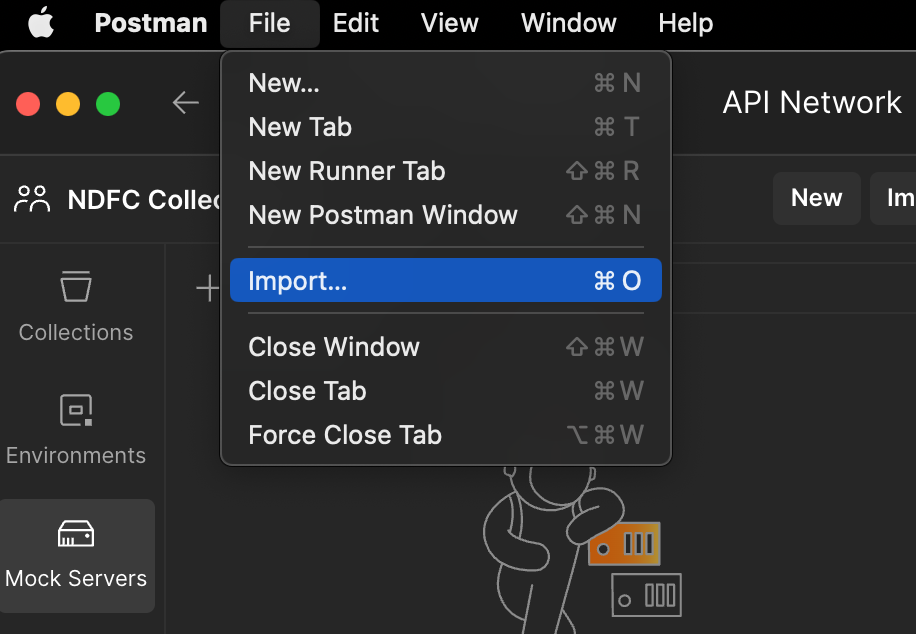 Postman File Edit View Window Help
New... ⌘ N
New Tab ⌘ T
API Network
New Runner Tab ⇧ ⌘ R
NDFC Collec
New Postman Window ⇧ ⌘ N
New
Im
Import... ⌘ O
Collections
Close Window ⇧ ⌘ W
Close Tab ⌘ W
Force Close Tab ⌥ ⌘ W
Environments
Mock Servers